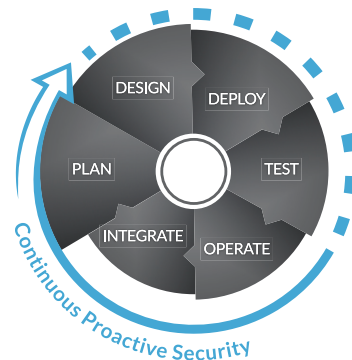 DESIGN
DEPLOY
PLAN
TEST
INTEGRATE
OPERATE
Continuous Proactive Security